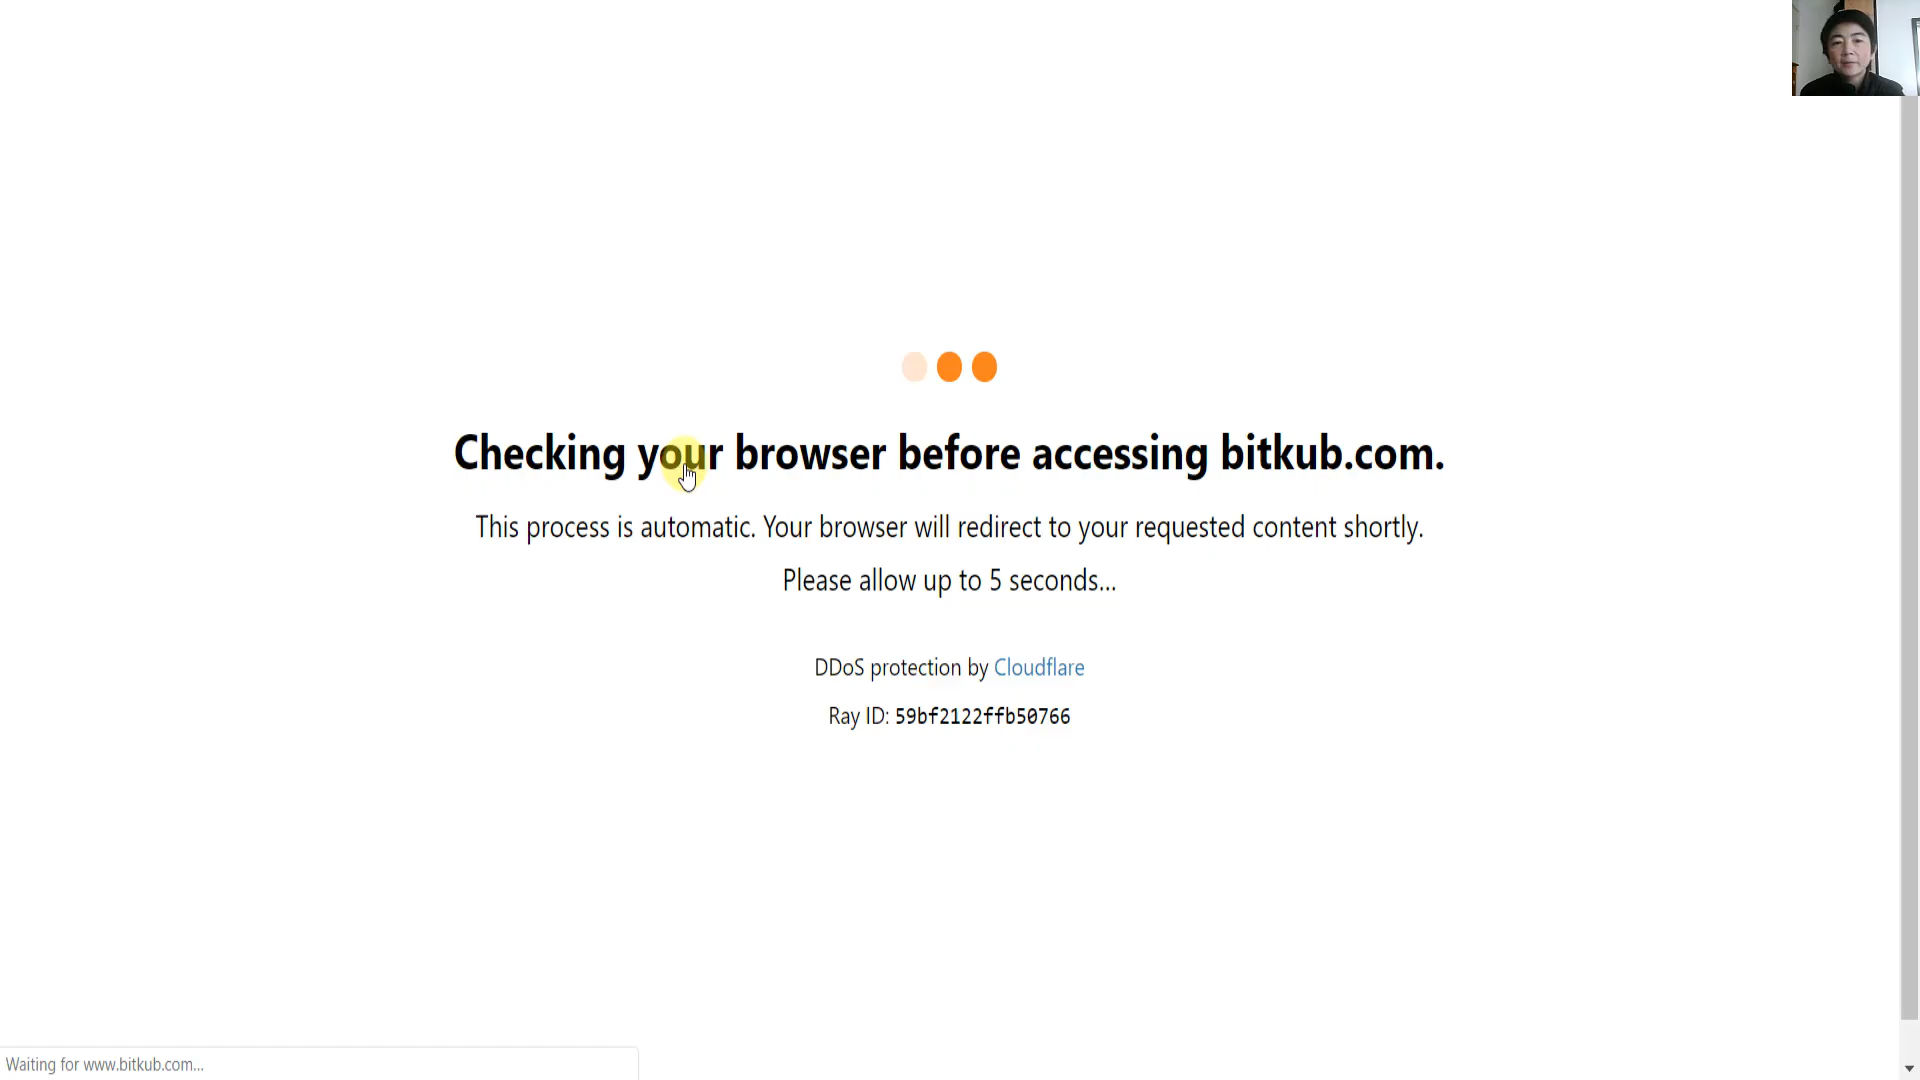 Checking your browser before accessing bitkub.com.
This process is automatic. Your browser will redirect to your requested content shortly.
Please allow up to 5 seconds...
DDoS protection by Cloudflare
Ray ID: 59bf2122ffb50766
Waiting for www.bitkub.com...